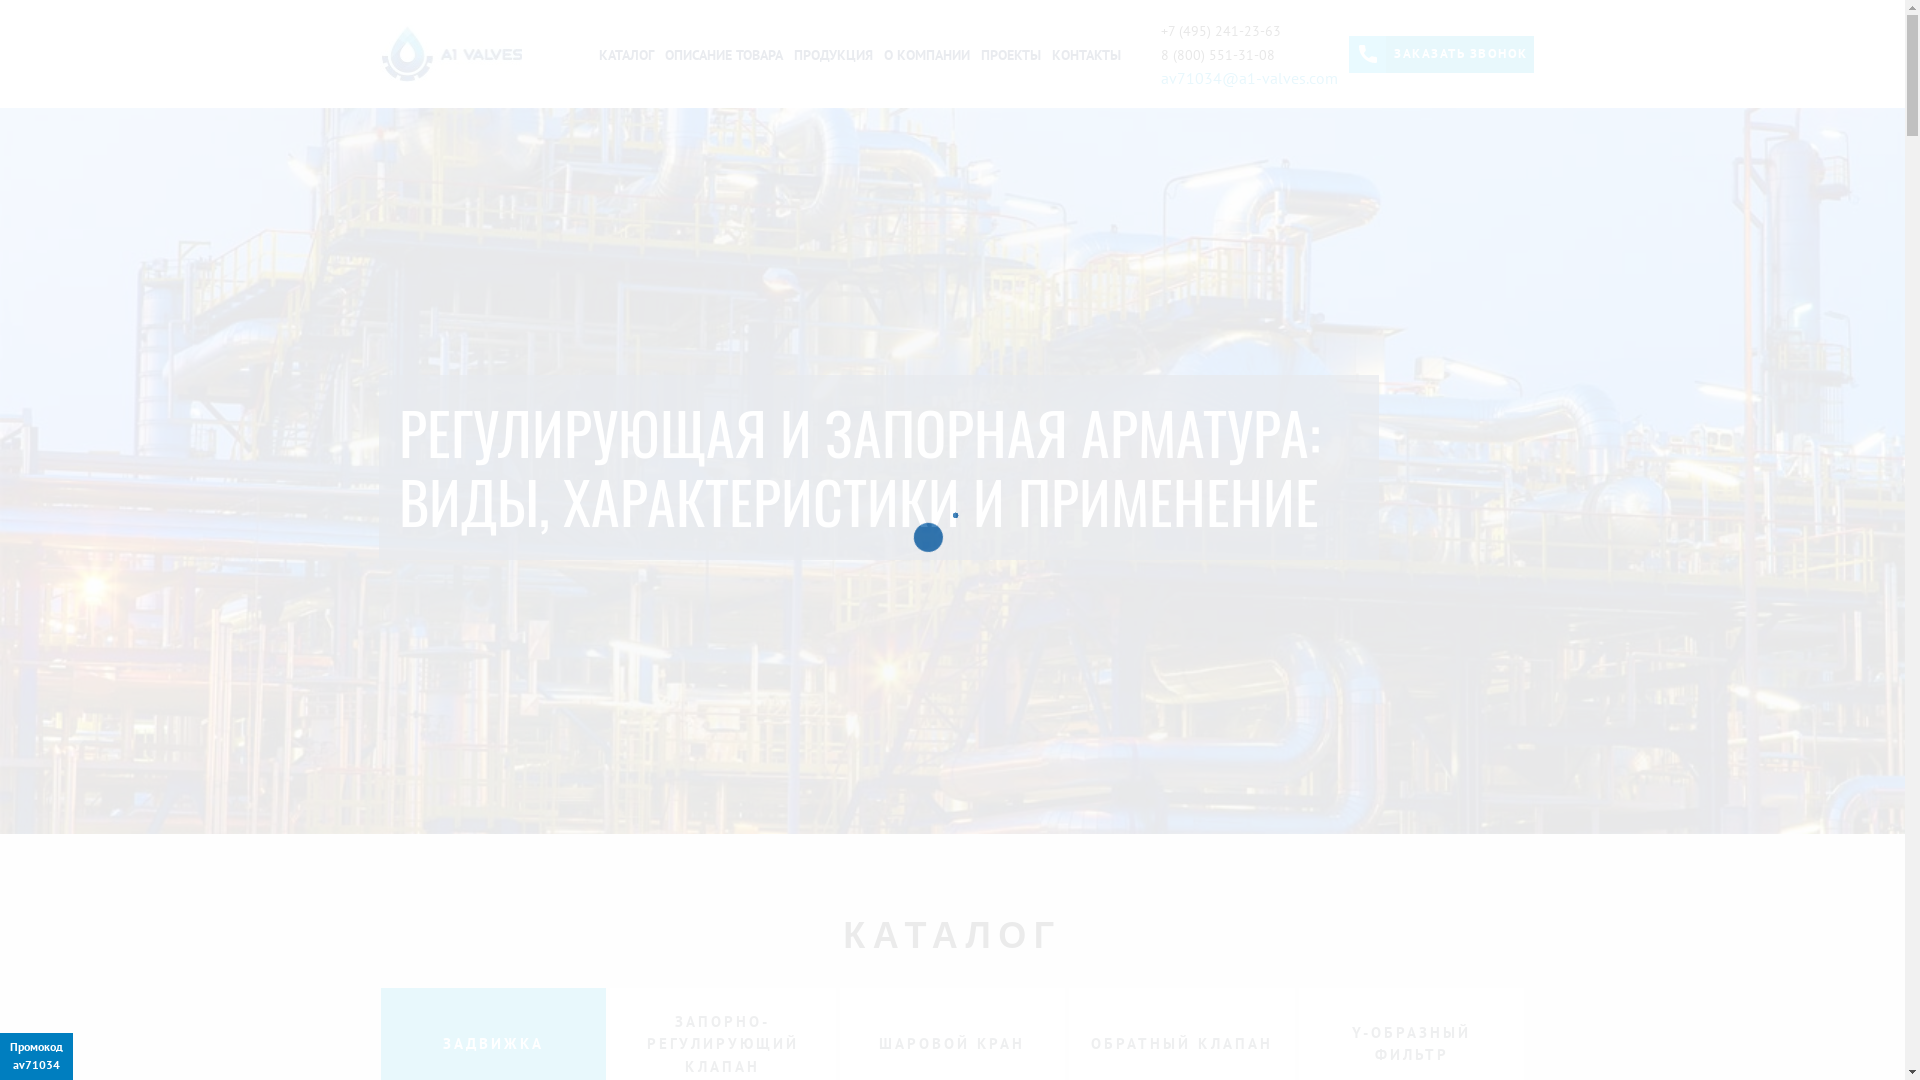 A1 VALVES
КАТАЛОГ ОПИСАНИЕ ТОВАРА ПРОДУКЦИЯ О КОМПАНИИ ПРОЕКТЫ КОНТАКТЫ
+7 (495) 241-23-63
8 (800) 551-31-08
av71034@a1-valves.com
ЗАКАЗАТЬ ЗВОНОК
РЕГУЛИРУЮЩАЯ И ЗАПОРНАЯ АРМАТУРА:
ВИДЫ, ХАРАКТЕРИСТИКИ И ПРИМЕНЕНИЕ
КАТАЛОГ
ЗАДВИЖКА
ЗАПОРНО-
РЕГУЛИРУЮЩИЙ
КЛАПАН
ШАРОВОЙ КРАН
ОБРАТНЫЙ КЛАПАН
Y-ОБРАЗНЫЙ
ФИЛЬТР
Промокод
av71034